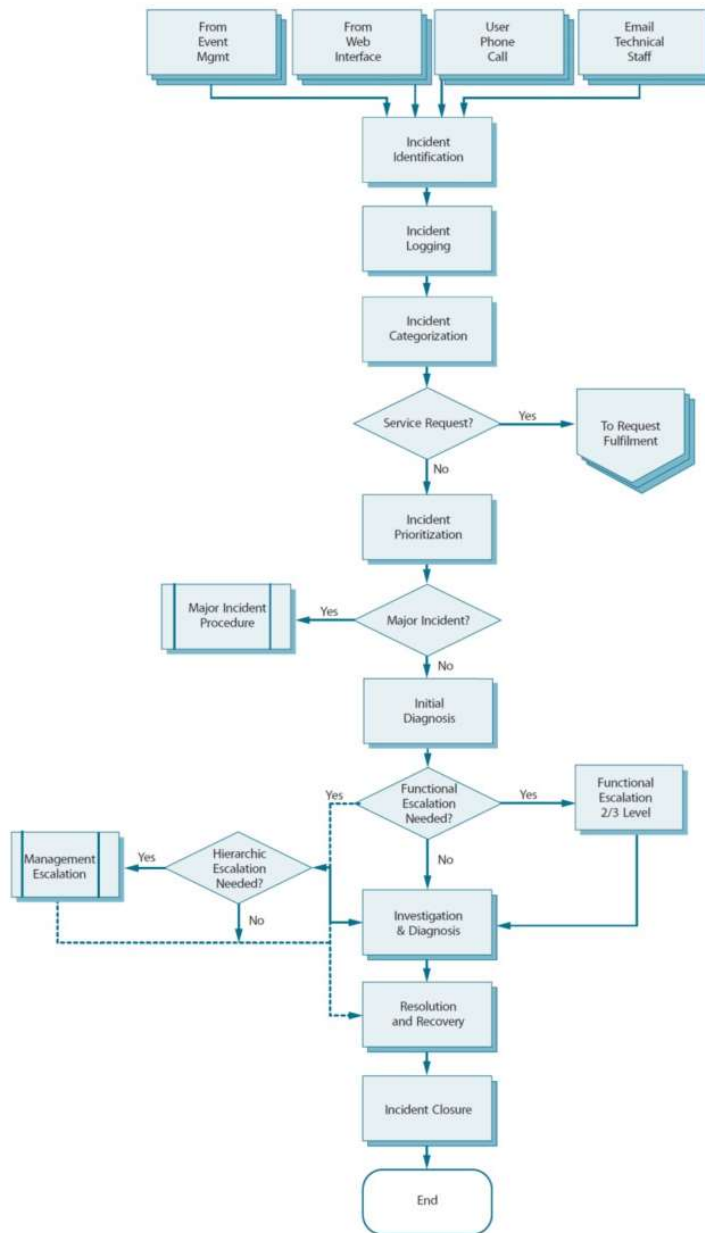 From
Event
Mgmt
From
Web
Interface
User
Phone
Call
Email
Technical
Staff
Incident
Identification
Incident
Logging
Incident
Categorization
Service Request?
Yes
To Request
Fulfilment
No
Incident
Prioritization
Major Incident
Procedure
Yes
Major Incident?
No
Initial
Diagnosis
Yes
Functional
Escalation
Needed?
Yes
Functional
Escalation
2/3 Level
Management
Escalation
Yes
Hierarchic
Escalation
Needed?
No
No
Investigation
& Diagnosis
Resolution
and Recovery
Incident Closure
End